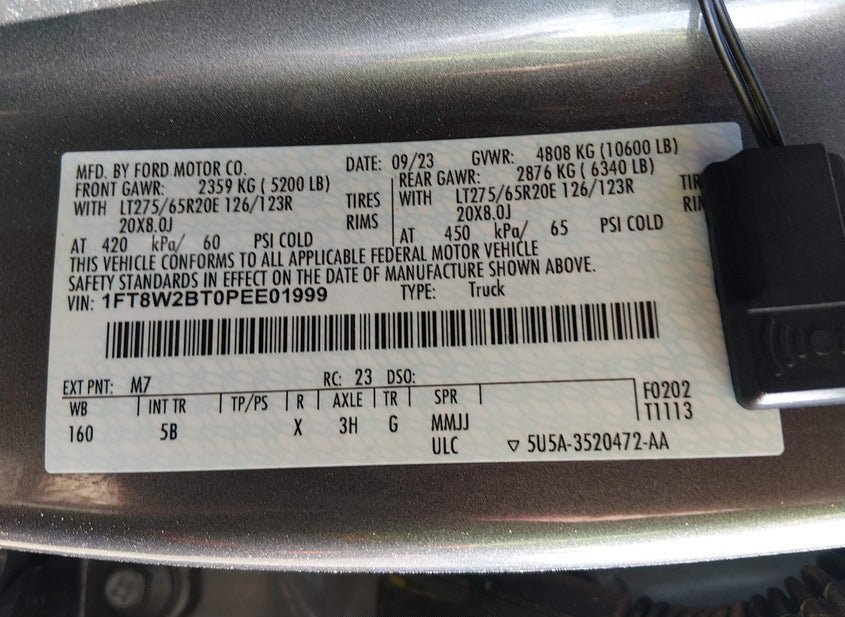 MFD. BY FORD MOTOR CO. DATE: 09/23 GVWR: 4808 KG (10600 LB)
FRONT GAWR: 2359 KG ( 5200 LB) REAR GAWR: 2876 KG ( 6340 LB)
WITH LT275/65R20E 126/123R TIRES WITH LT275/65R20E 126/123R
20X8.0J RIMS 20X8.0J
AT 420 kPa/ 60 PSI COLD AT 450 kPa/ 65 PSI COLD
THIS VEHICLE CONFORMS TO ALL APPLICABLE FEDERAL MOTOR VEHICLE
SAFETY STANDARDS IN EFFECT ON THE DATE OF MANUFACTURE SHOWN ABOVE.
VIN: 1FT8W2BT0PEE01999 TYPE: Truck
EXT PNT: M7 RC: 23 DSO:
WB INT TR TP/PS R AXLE TR SPR F0202
T1113
160 5B X 3H G MMJJ
ULC 5U5A-3520472-AA